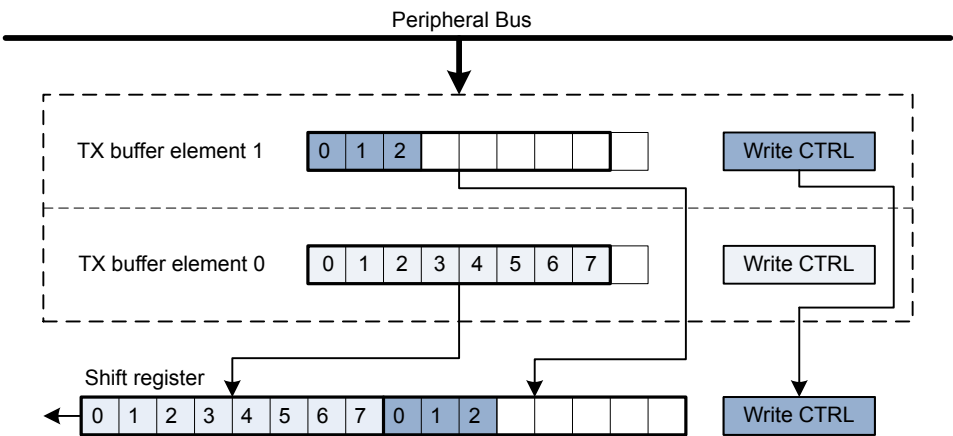 Peripheral Bus
TX buffer element 1 0 1 2 Write CTRL
TX buffer element 0 0 1 2 3 4 5 6 7 Write CTRL
Shift register
0 1 2 3 4 5 6 7 0 1 2 Write CTRL